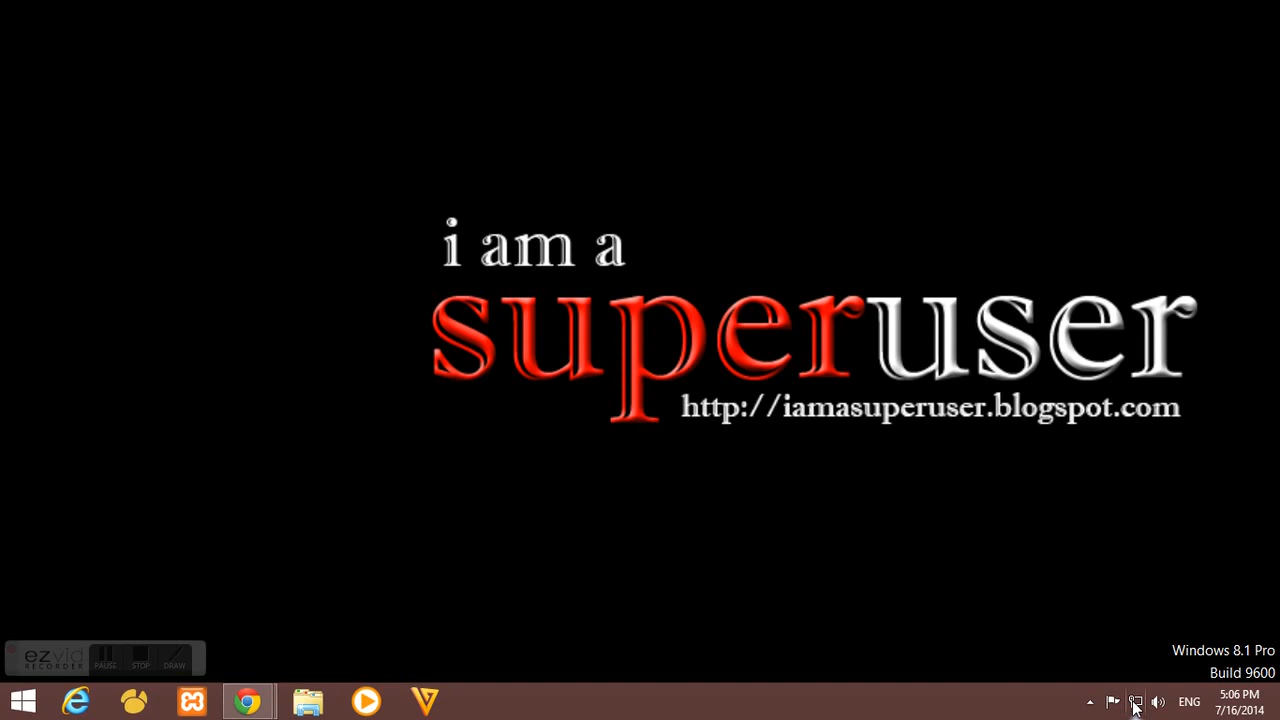 i am a
superuser
http://iamasuperuser.blogspot.com
ezvid
RECORDER
PAUSE
STOP
DRAW
Windows 8.1 Pro
Build 9600
ENG
5:06 PM
7/16/2014